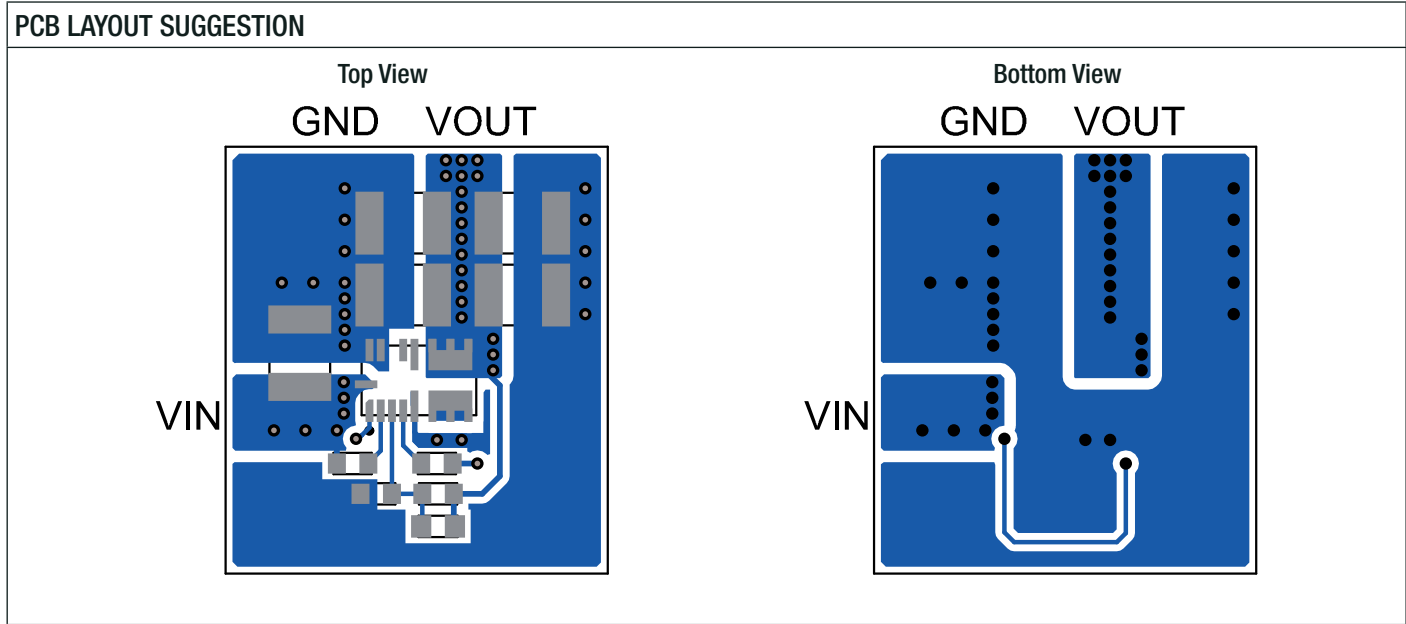 PCB LAYOUT SUGGESTION
Top View
GND VOUT
VIN
Bottom View
GND VOUT
VIN